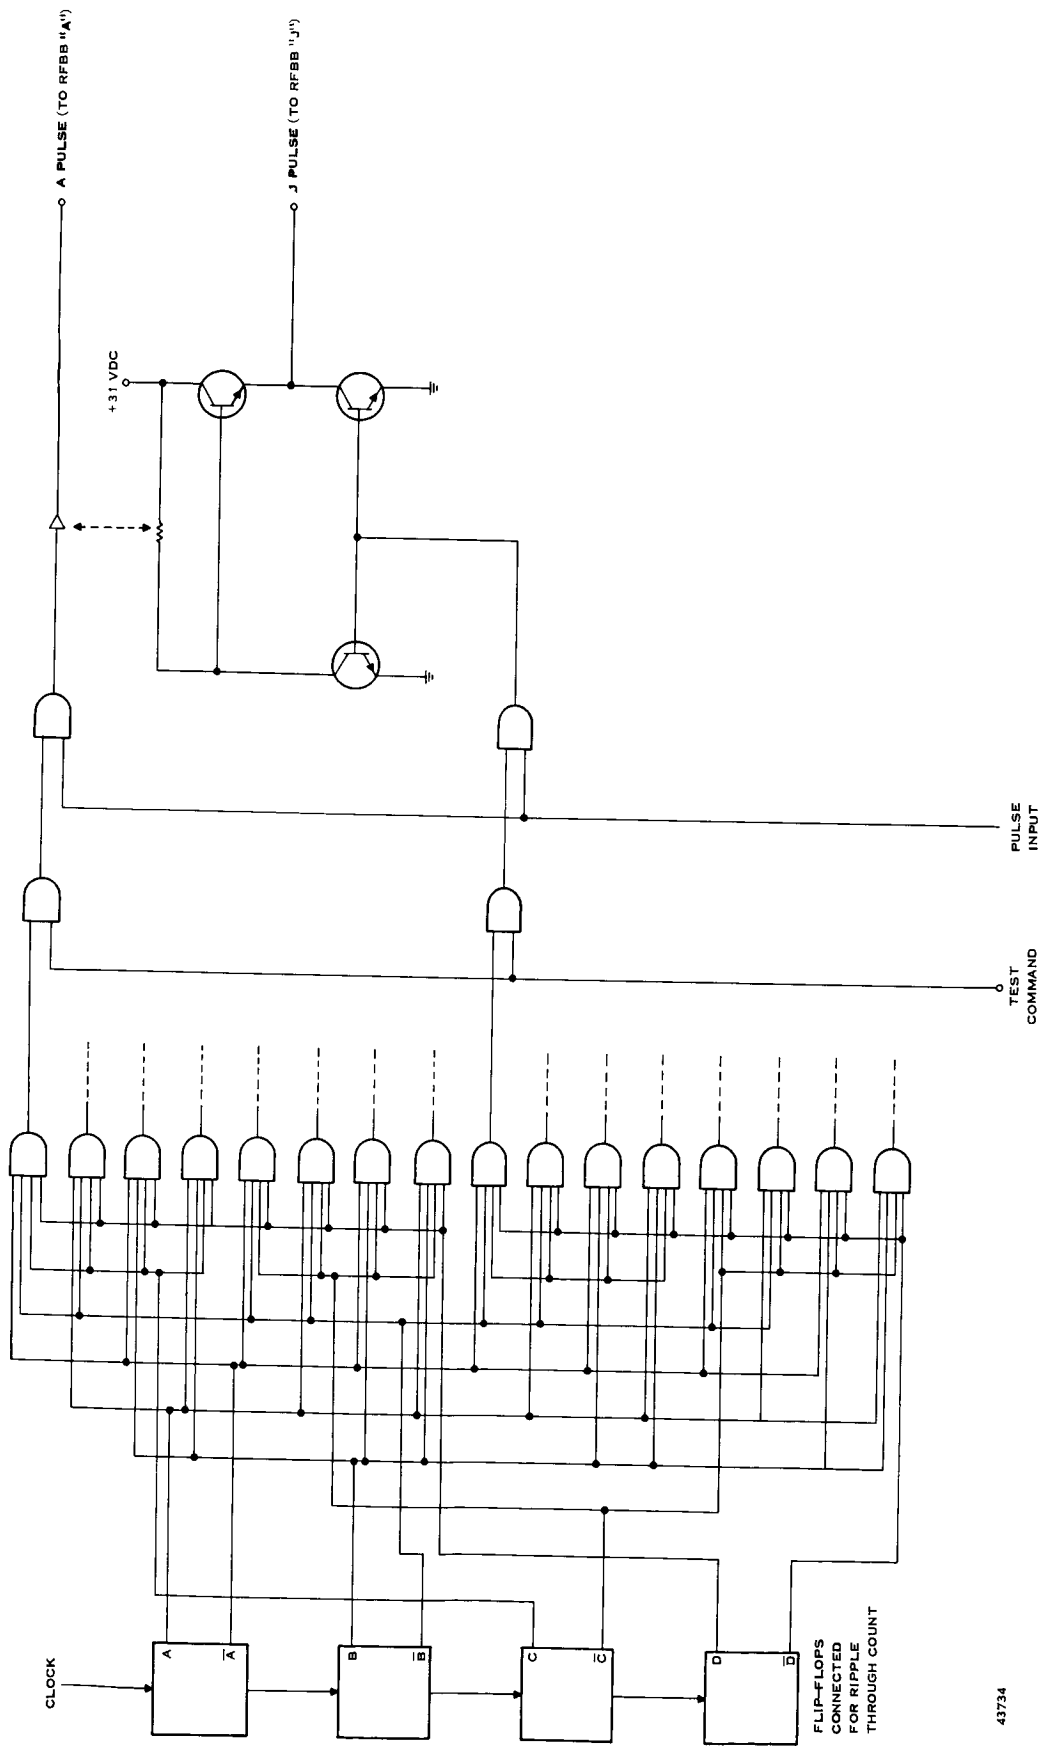 A PULSE (TO RFBB "A")
J PULSE (TO RFBB "J")
+31 VDC
PULSE
INPUT
TEST
COMMAND
CLOCK
A
A̅
B
B̅
C
C̅
D
D̅
FLIP-FLOPS
CONNECTED
FOR RIPPLE
THROUGH COUNT
43734